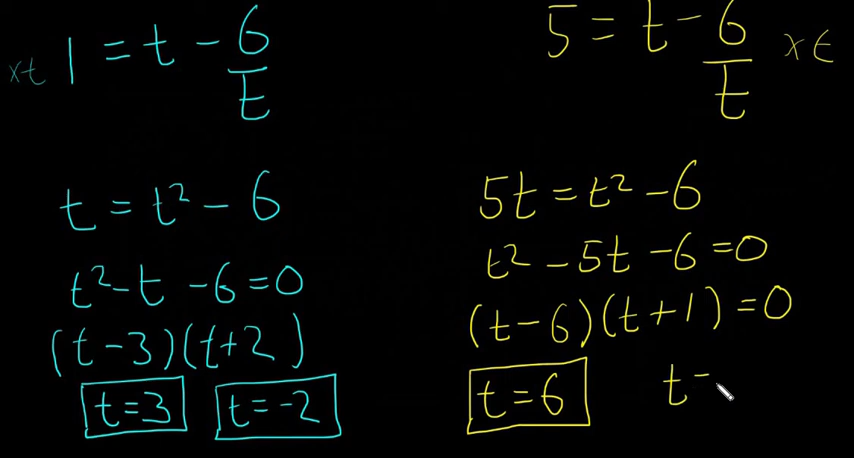 xt 1 = t - 6/t
t = t² - 6
t² - t - 6 = 0
(t - 3)(t + 2)
t = 3 t = -2
5 = t - 6/t xt
5t = t² - 6
t² - 5t - 6 = 0
(t - 6)(t + 1) = 0
t = 6 t =